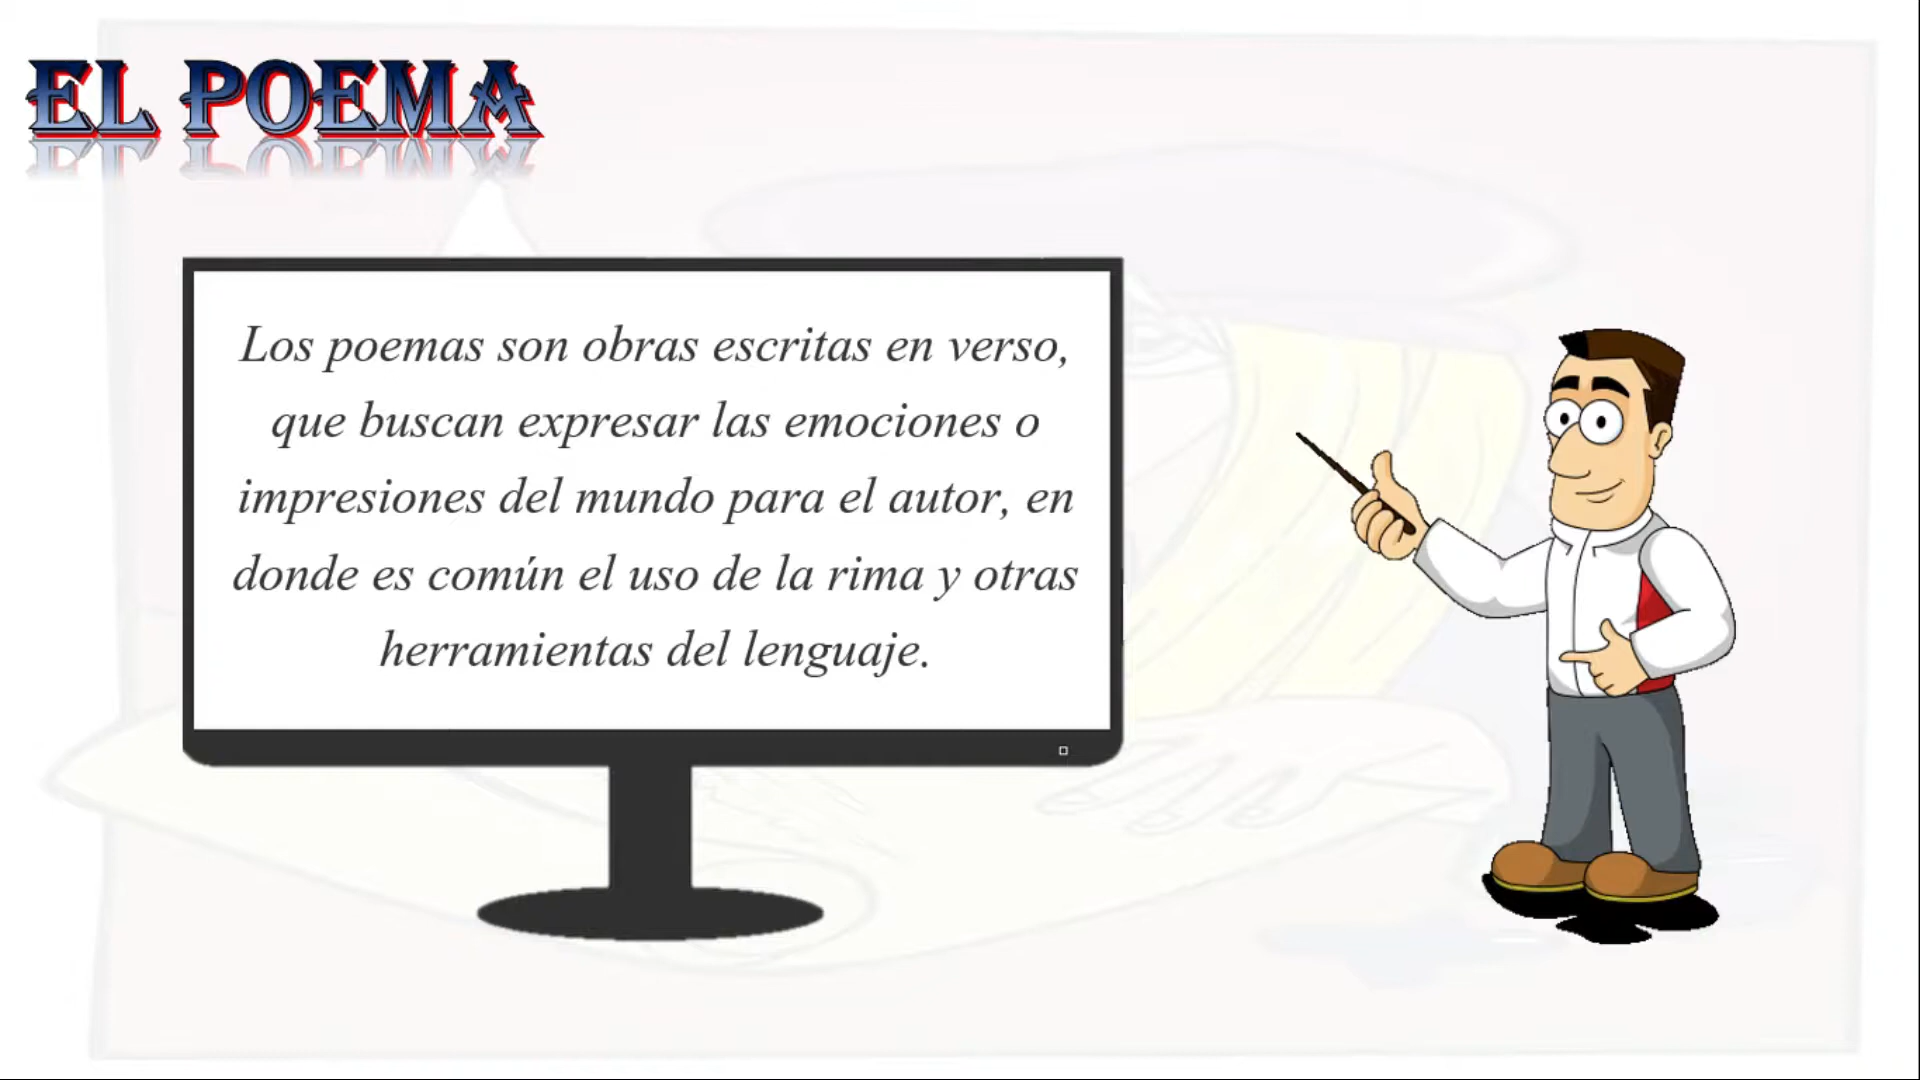 EL POEMA
Los poemas son obras escritas en verso,
que buscan expresar las emociones o
impresiones del mundo para el autor, en
donde es común el uso de la rima y otras
herramientas del lenguaje.